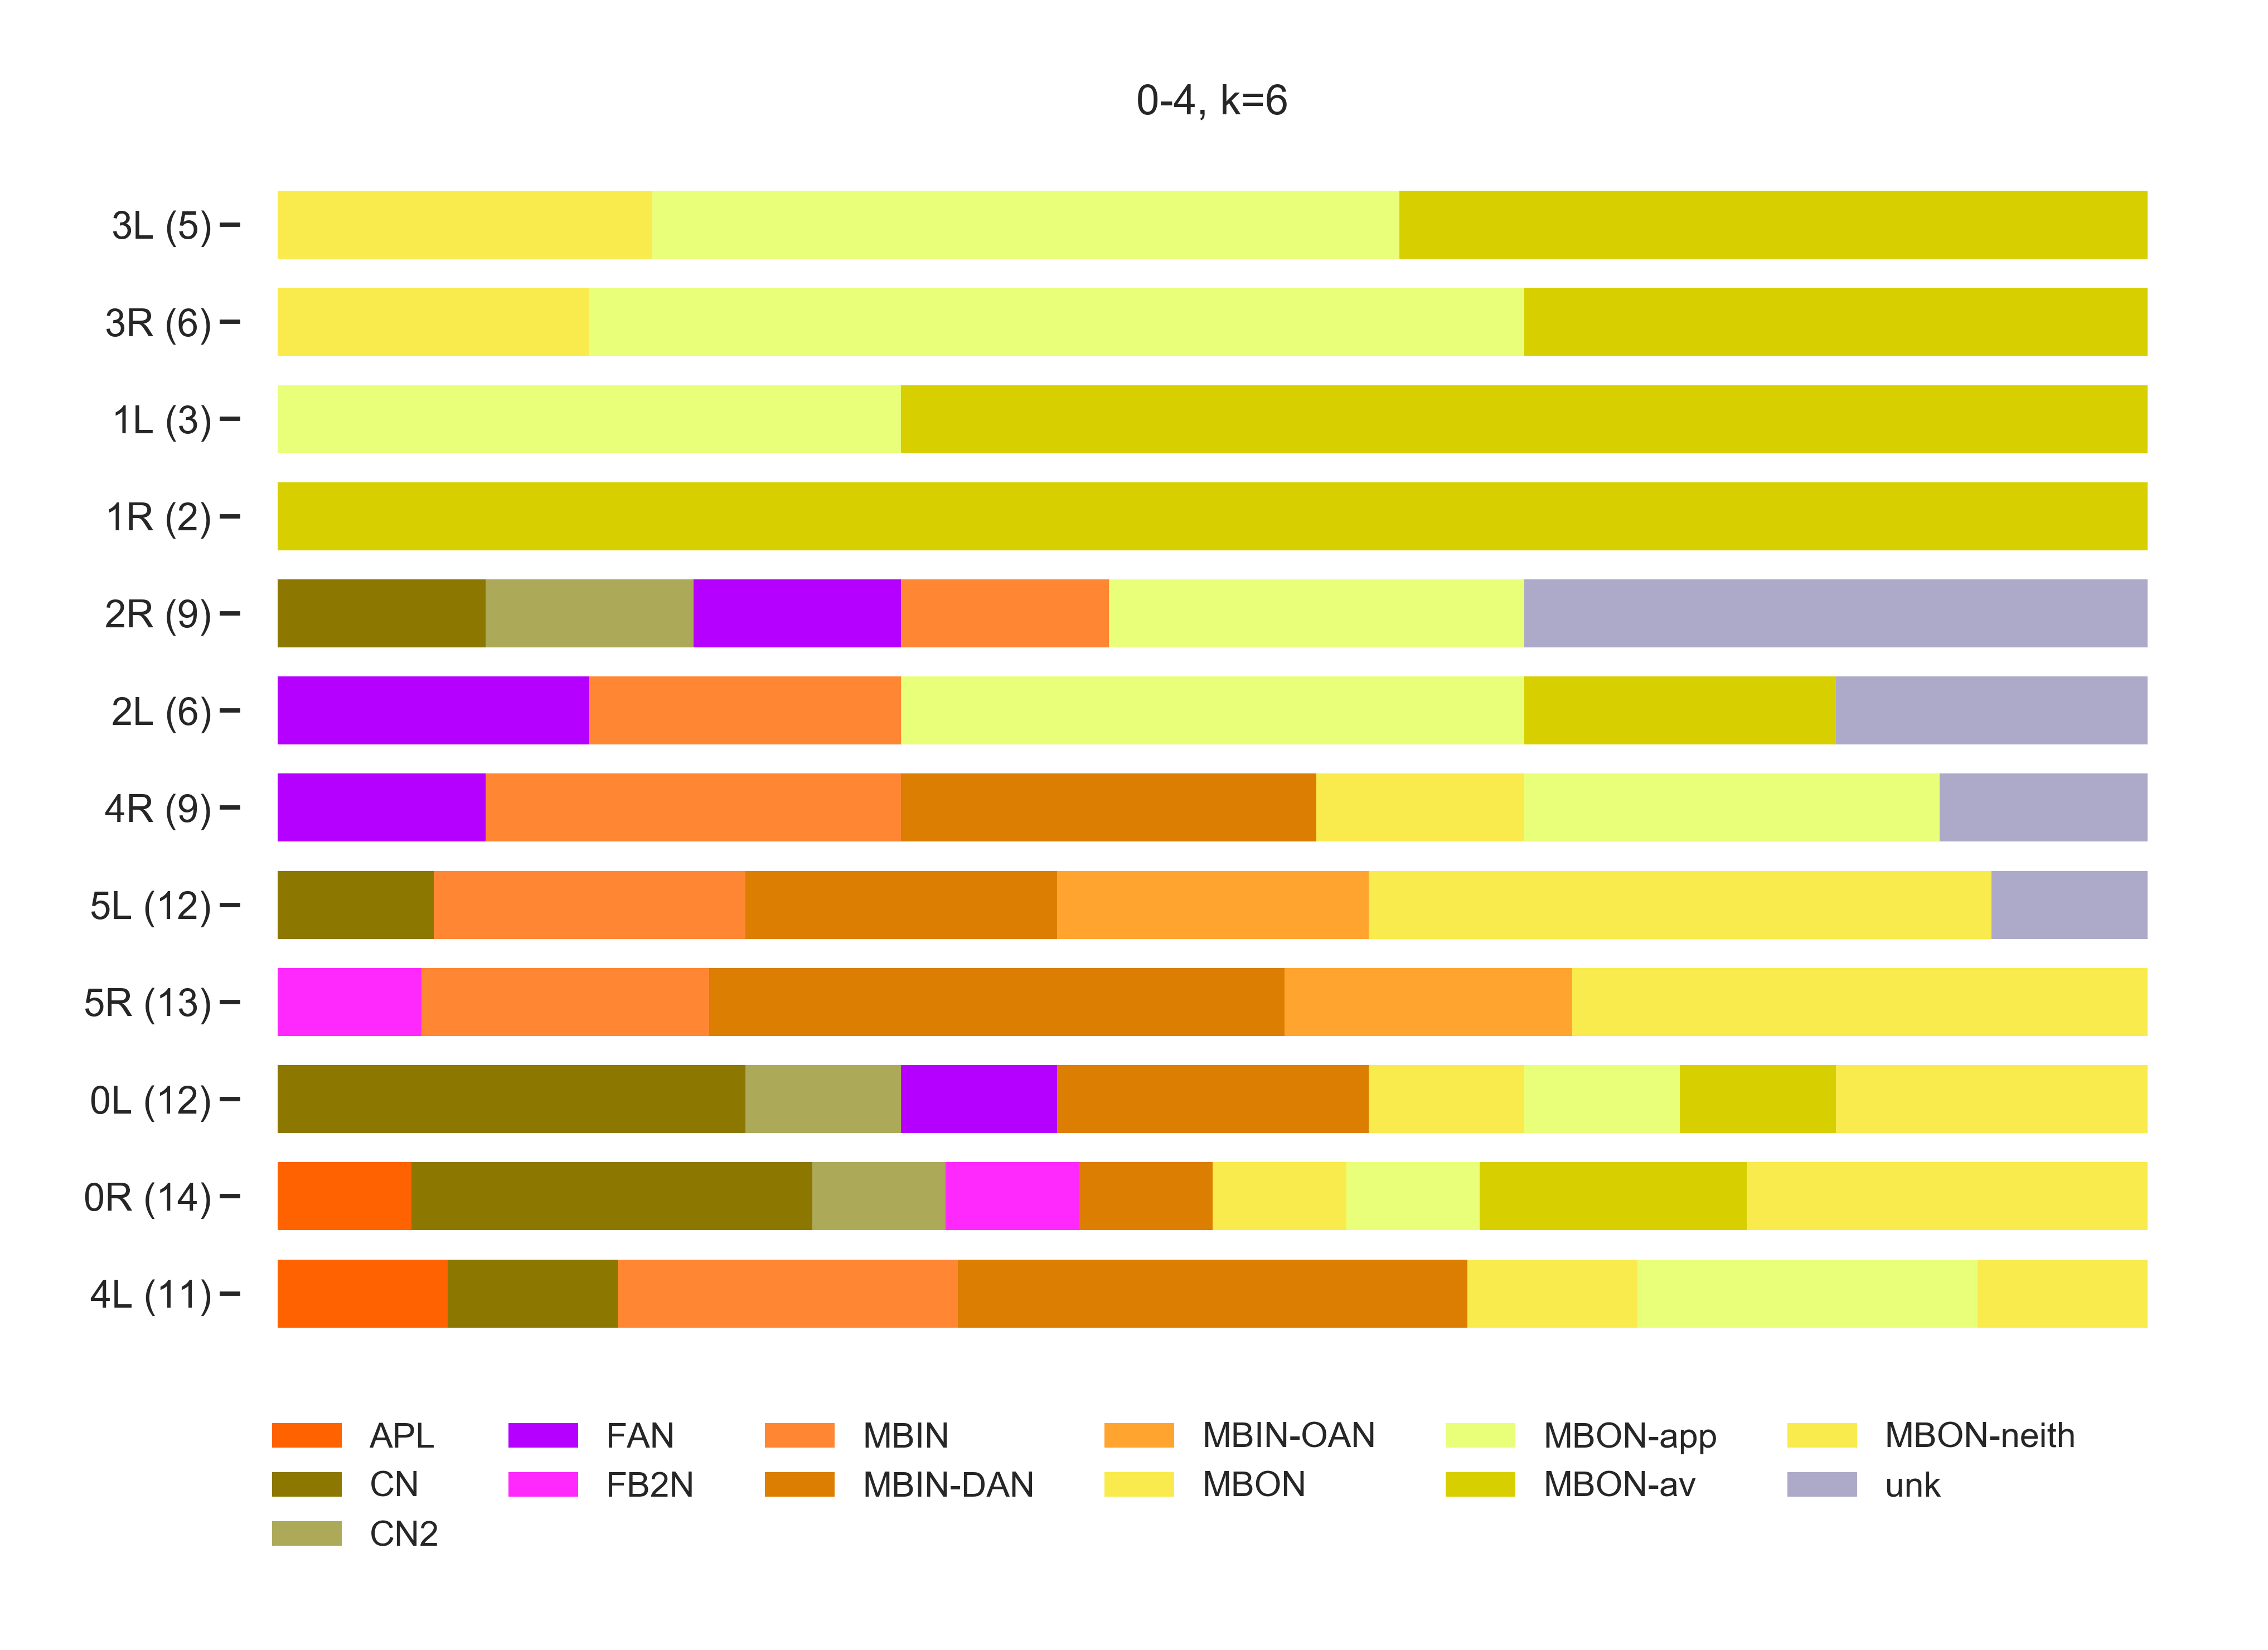 0-4, k=6
3L (5)
3R (6)
1L (3)
1R (2)
2R (9)
2L (6)
4R (9)
5L (12)
5R (13)
0L (12)
0R (14)
4L (11)
APL FAN MBIN MBIN-OAN MBON-app MBON-neith
CN FB2N MBIN-DAN MBON MBON-av unk
CN2